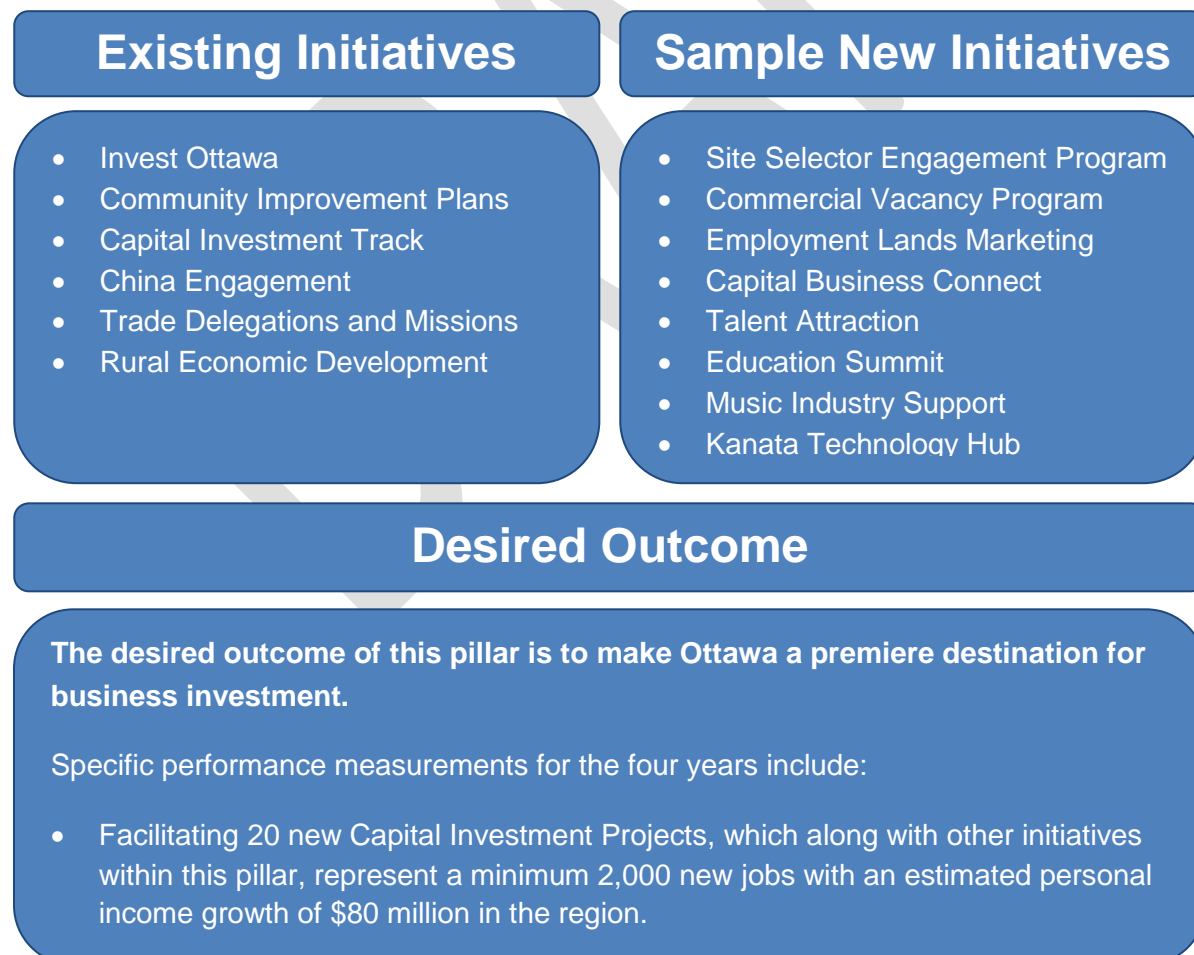 Existing Initiatives
• Invest Ottawa
• Community Improvement Plans
• Capital Investment Track
• China Engagement
• Trade Delegations and Missions
• Rural Economic Development
Sample New Initiatives
• Site Selector Engagement Program
• Commercial Vacancy Program
• Employment Lands Marketing
• Capital Business Connect
• Talent Attraction
• Education Summit
• Music Industry Support
• Kanata Technology Hub
Desired Outcome
The desired outcome of this pillar is to make Ottawa a premiere destination for
business investment.
Specific performance measurements for the four years include:
• Facilitating 20 new Capital Investment Projects, which along with other initiatives
within this pillar, represent a minimum 2,000 new jobs with an estimated personal
income growth of $80 million in the region.